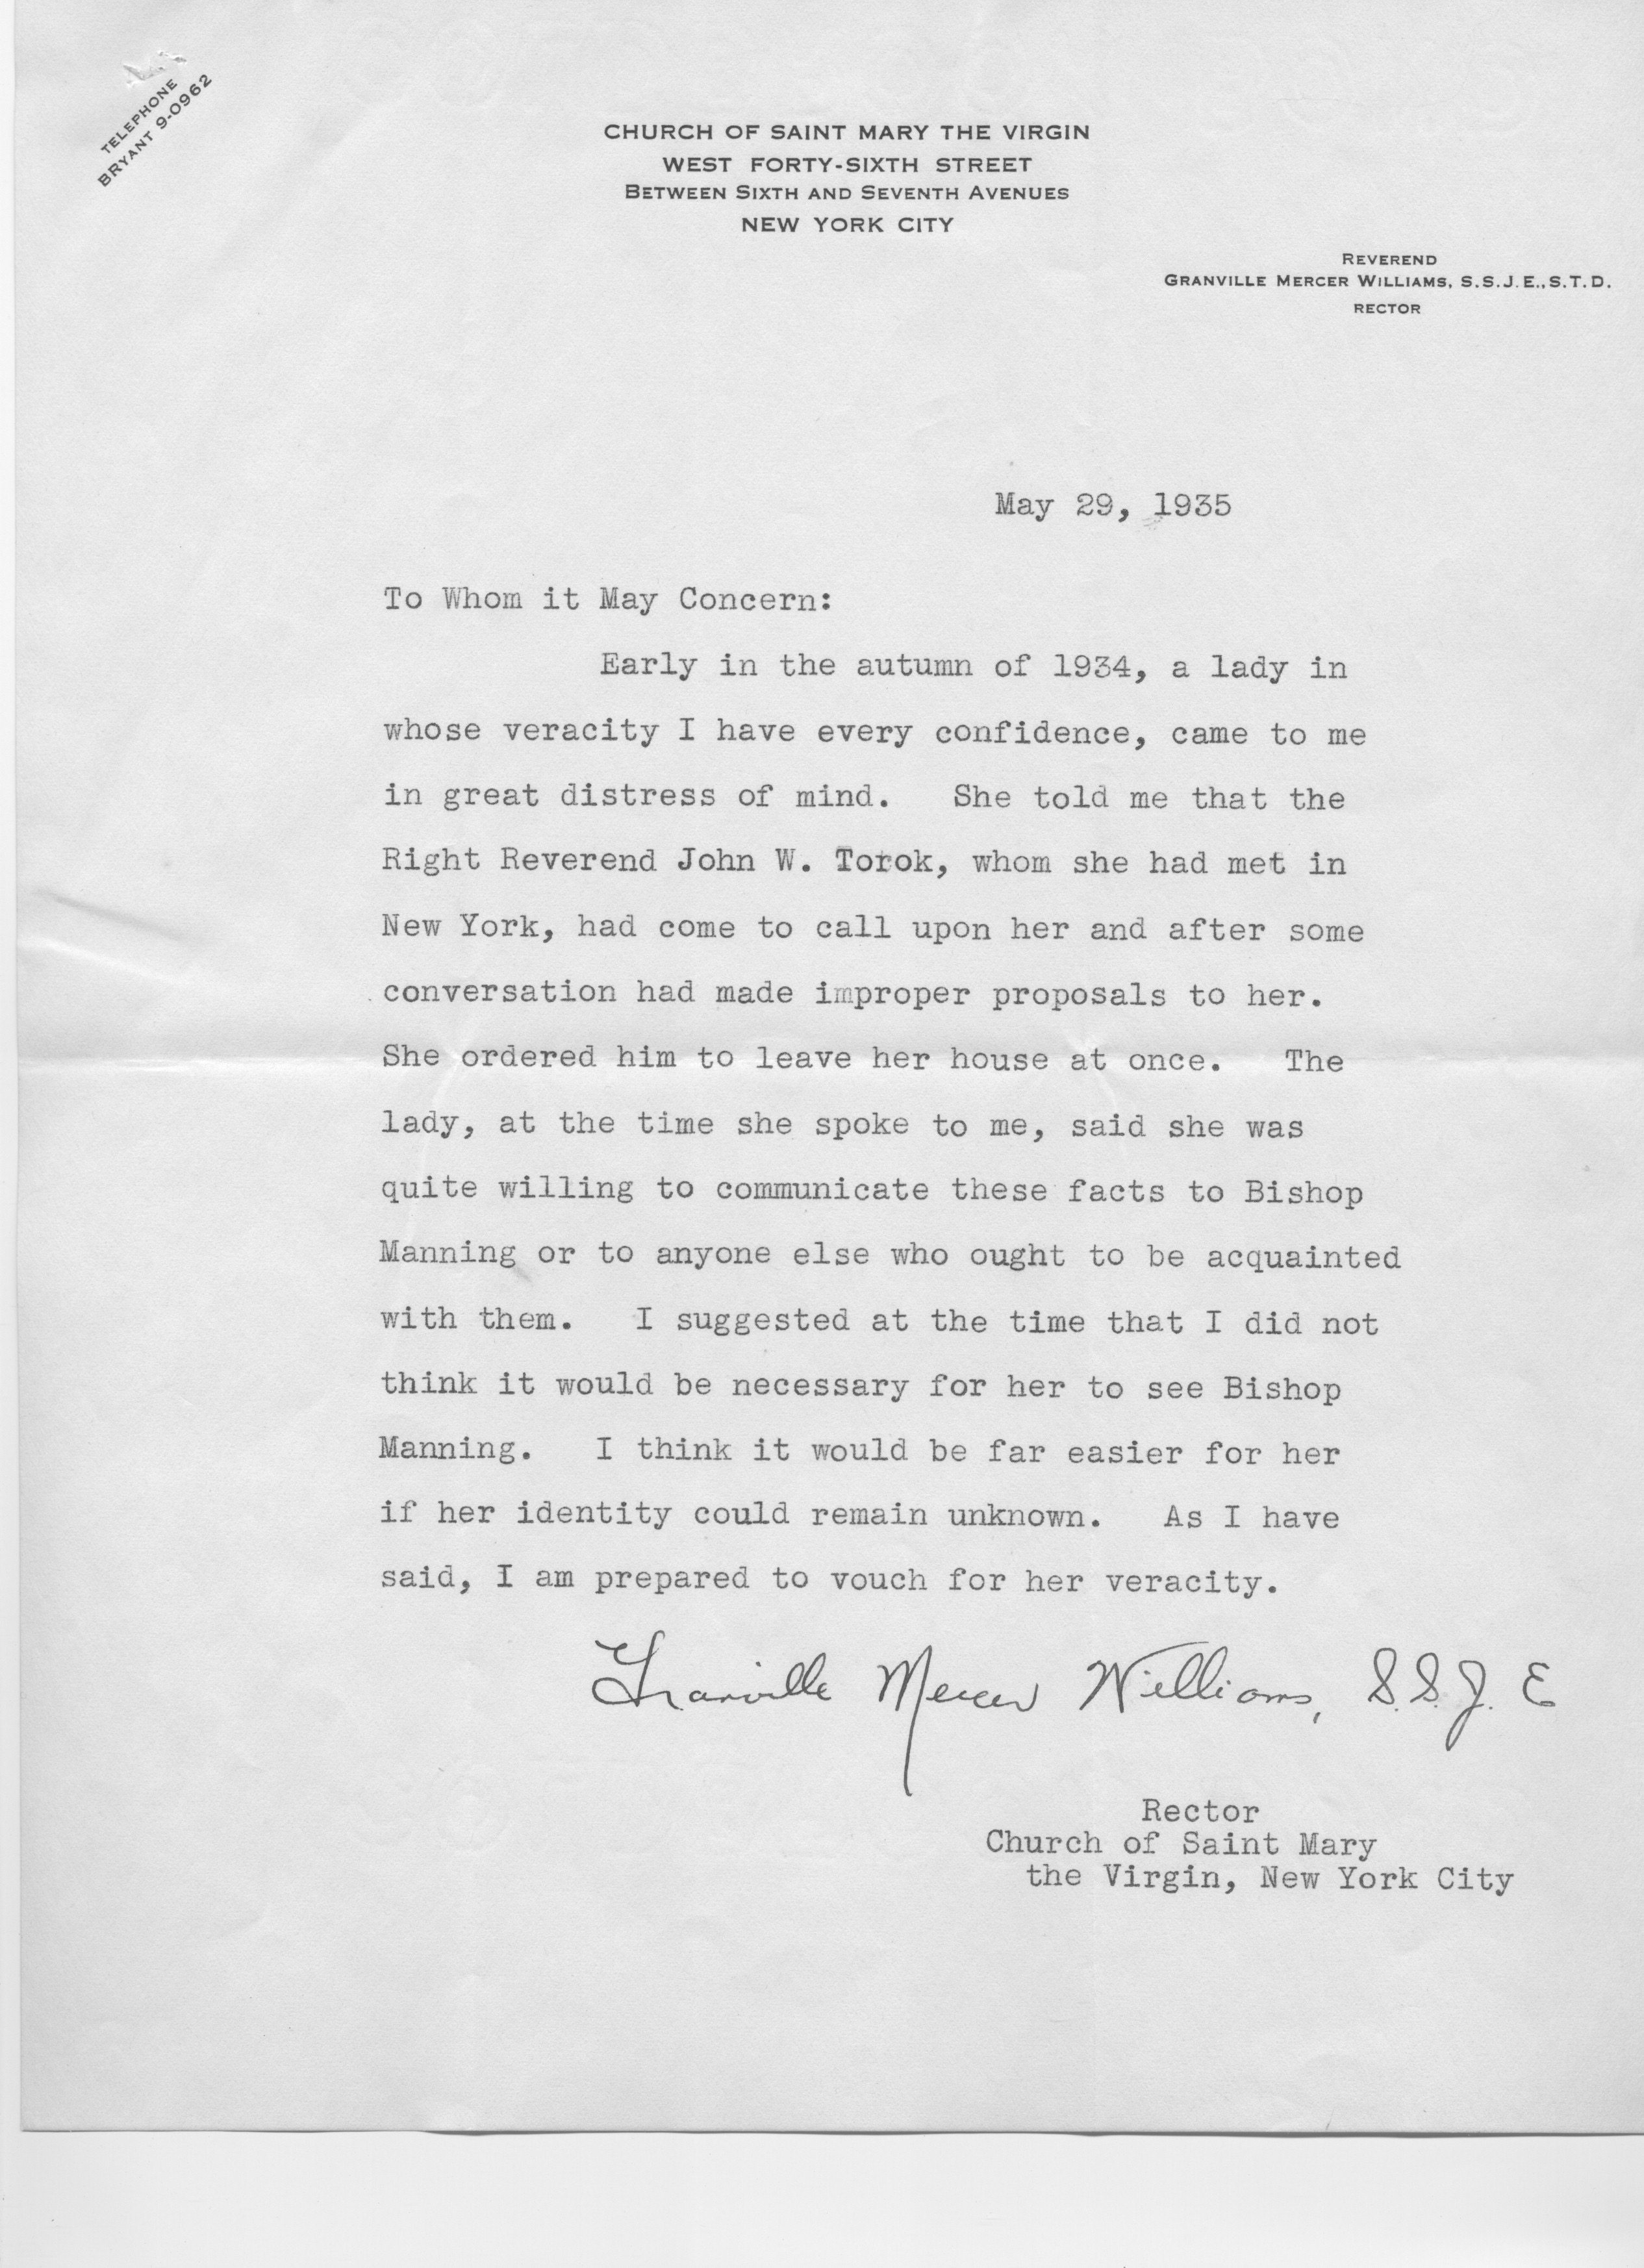 TELEPHONE
BRYANT 9-0962
CHURCH OF SAINT MARY THE VIRGIN
WEST FORTY-SIXTH STREET
BETWEEN SIXTH AND SEVENTH AVENUES
NEW YORK CITY
REVEREND
GRANVILLE MERCER WILLIAMS, S.S.J.E., S.T.D.
RECTOR
May 29, 1935
To Whom it May Concern:
Early in the autumn of 1934, a lady in
whose veracity I have every confidence, came to me
in great distress of mind. She told me that the
Right Reverend John W. Torok, whom she had met in
New York, had come to call upon her and after some
conversation had made improper proposals to her.
She ordered him to leave her house at once. The
lady, at the time she spoke to me, said she was
quite willing to communicate these facts to Bishop
Manning or to anyone else who ought to be acquainted
with them. I suggested at the time that I did not
think it would be necessary for her to see Bishop
Manning. I think it would be far easier for her
if her identity could remain unknown. As I have
said, I am prepared to vouch for her veracity.
Granville Mercer Williams, S.S.J.E
Rector
Church of Saint Mary
the Virgin, New York City